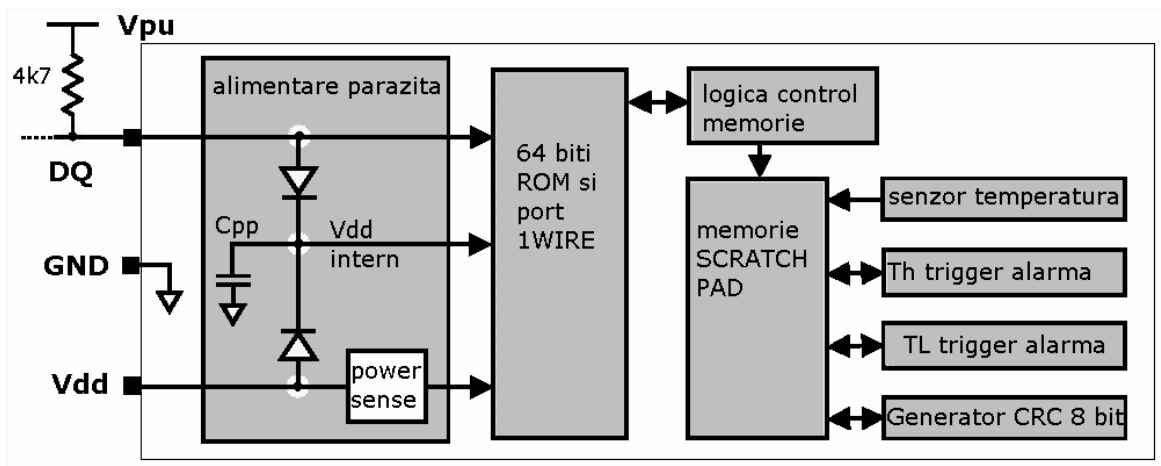 Vpu
4k7
DQ
GND
Vdd
alimentare parazita
Cpp
Vdd
intern
power
sense
64 biti
ROM si
port
1WIRE
logica control
memorie
memorie
SCRATCH
PAD
senzor temperatura
Th trigger alarma
TL trigger alarma
Generator CRC 8 bit